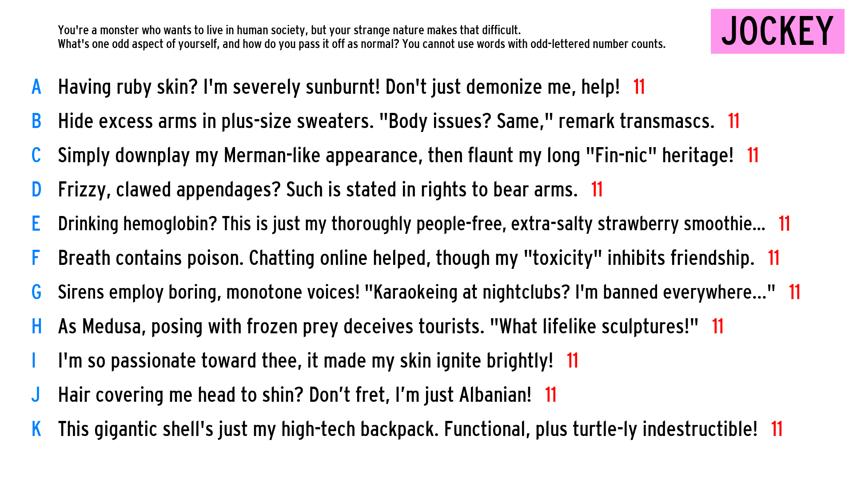 You're a monster who wants to live in human society, but your strange nature makes that difficult.
What's one odd aspect of yourself, and how do you pass it off as normal? You cannot use words with odd-lettered number counts.
JOCKEY
A Having ruby skin? I'm severely sunburnt! Don't just demonize me, help! 11
B Hide excess arms in plus-size sweaters. "Body issues? Same," remark transmascs. 11
C Simply downplay my Merman-like appearance, then flaunt my long "Fin-nic" heritage! 11
D Frizzy, clawed appendages? Such is stated in rights to bear arms. 11
E Drinking hemoglobin? This is just my thoroughly people-free, extra-salty strawberry smoothie... 11
F Breath contains poison. Chatting online helped, though my "toxicity" inhibits friendship. 11
G Sirens employ boring, monotone voices! "Karaokeing at nightclubs? I'm banned everywhere..." 11
H As Medusa, posing with frozen prey deceives tourists. "What lifelike sculptures!" 11
I I'm so passionate toward thee, it made my skin ignite brightly! 11
J Hair covering me head to shin? Don’t fret, I’m just Albanian! 11
K This gigantic shell's just my high-tech backpack. Functional, plus turtle-ly indestructible! 11